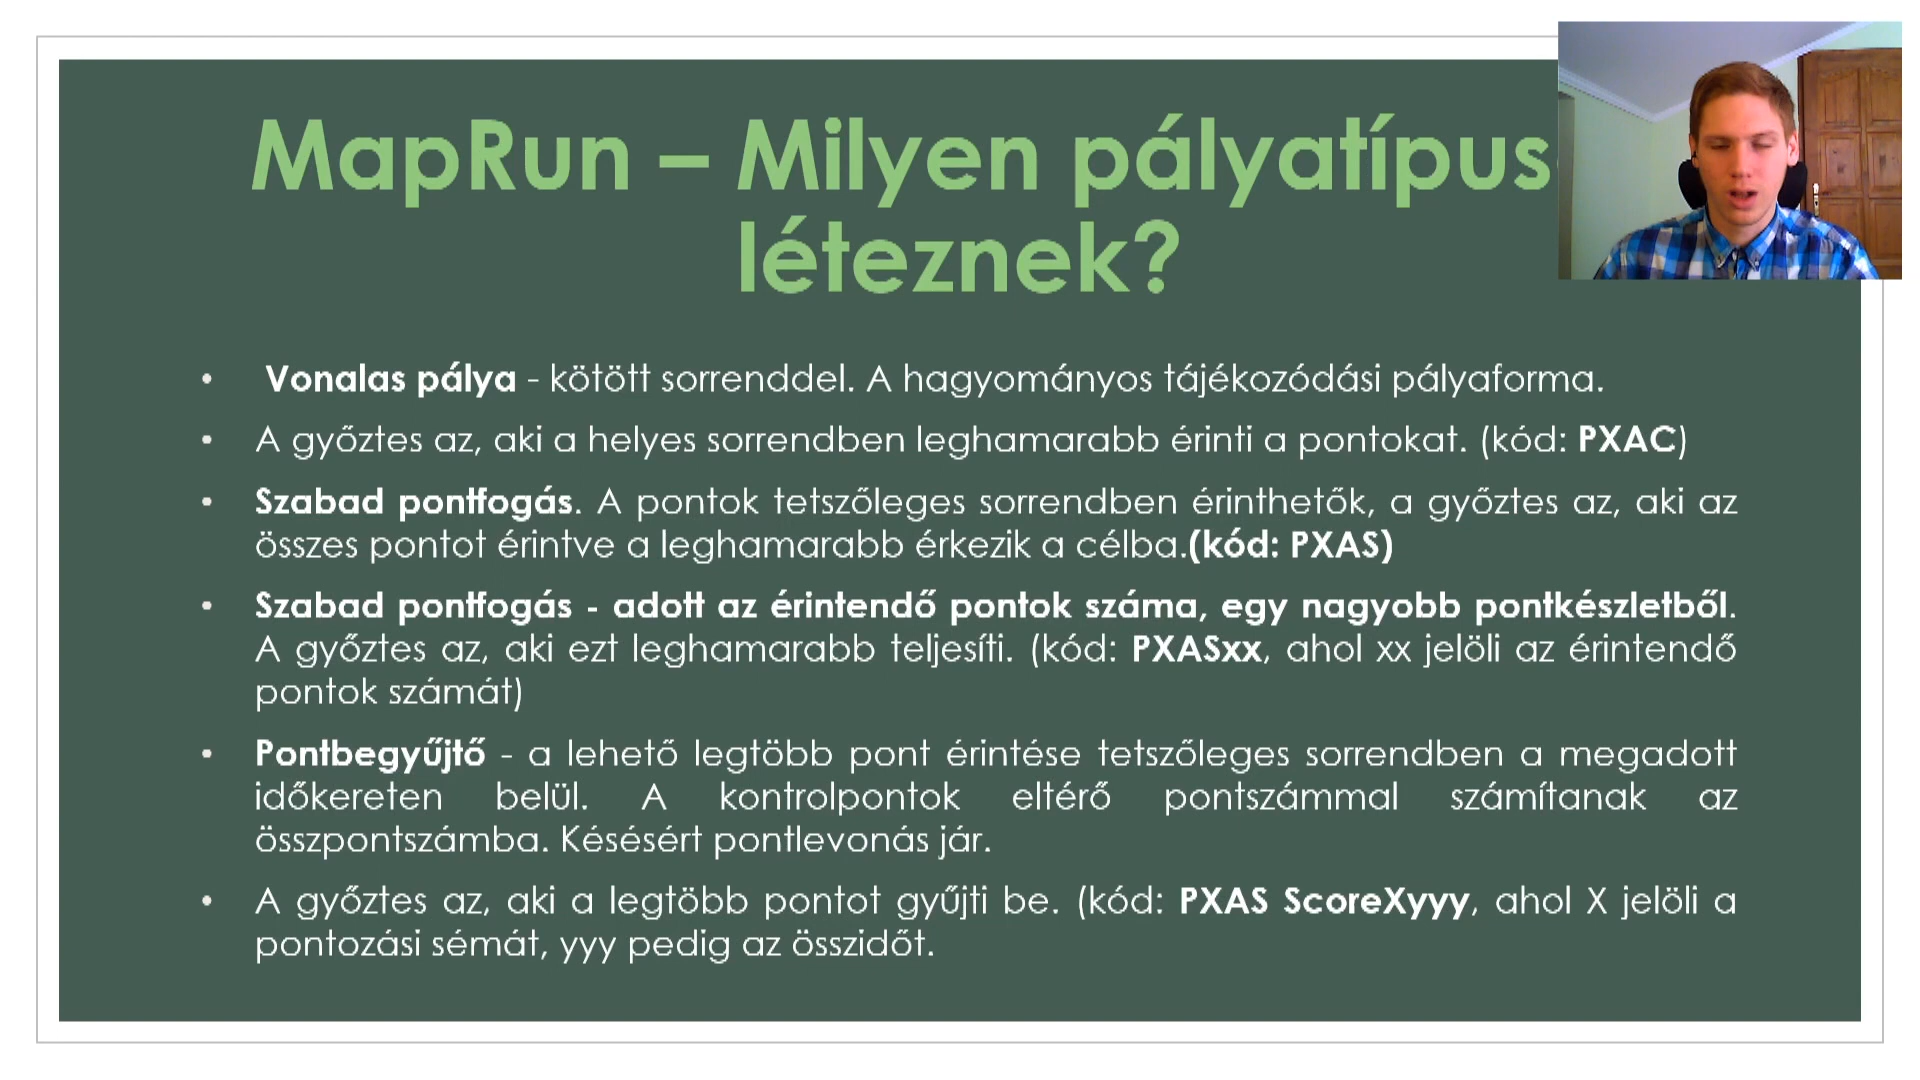 MapRun – Milyen pályatípus
léteznek?
• Vonalas pálya - kötött sorrenddel. A hagyományos tájékozódási pályaforma.
• A győztes az, aki a helyes sorrendben leghamarabb érinti a pontokat. (kód: PXAC)
• Szabad pontfogás. A pontok tetszőleges sorrendben érinthetők, a győztes az, aki az
összes pontot érintve a leghamarabb érkezik a célba.(kód: PXAS)
• Szabad pontfogás - adott az érintendő pontok száma, egy nagyobb pontkészletből.
A győztes az, aki ezt leghamarabb teljesíti. (kód: PXASxx, ahol xx jelöli az érintendő
pontok számát)
• Pontbegyűjtő - a lehető legtöbb pont érintése tetszőleges sorrendben a megadott
időkereten belül. A kontrolpontok eltérő pontszámmal számítanak az
összpontszámba. Késésért pontlevonás jár.
• A győztes az, aki a legtöbb pontot gyűjti be. (kód: PXAS ScoreXyyy, ahol X jelöli a
pontozási sémát, yyy pedig az összidőt.